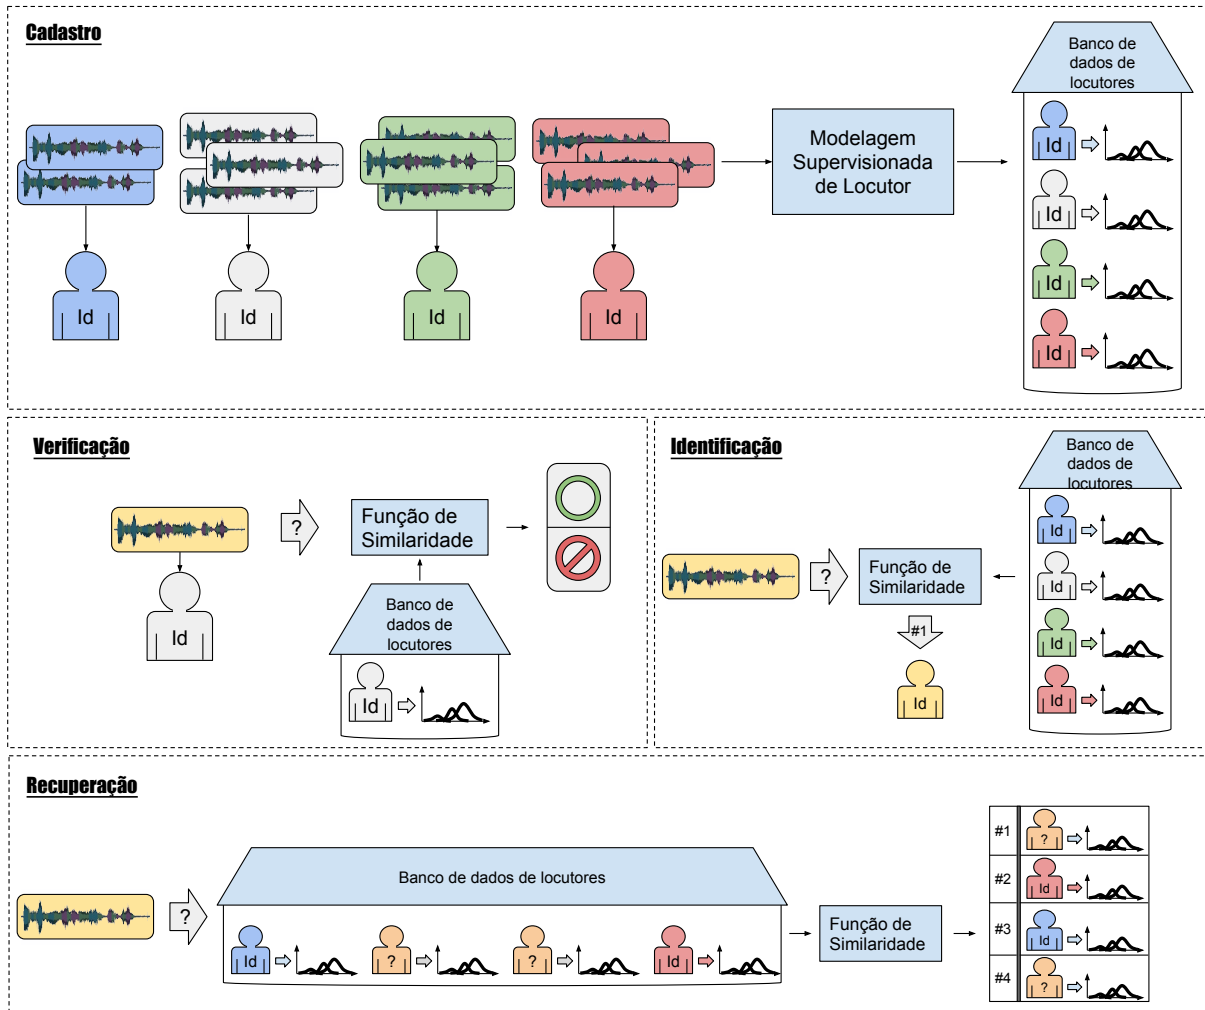 Cadastro
Banco de
dados de
locutores
Modelagem
Supervisionada
de Locutor
Id
Id
Id
Id
Id
Id
Id
Id
Verificação
?
Função de
Similaridade
Id
Banco de
dados de
locutores
Id
Identificação
Banco de
dados de
locutores
?
Função de
Similaridade
#1
Id
Id
Id
Id
Id
Recuperação
?
Banco de dados de locutores
Id
?
?
Id
Função de
Similaridade
#1
?
#2
Id
#3
Id
#4
?